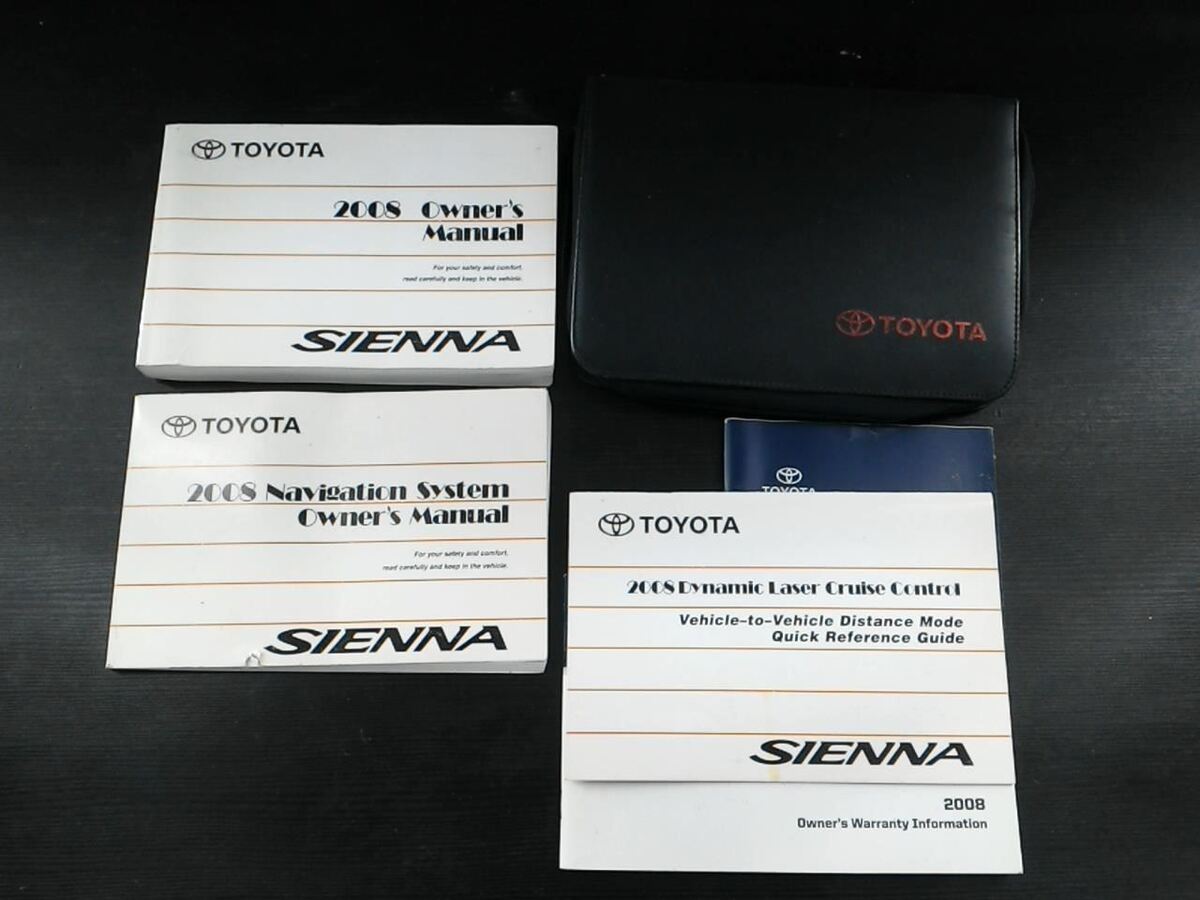 TOYOTA
2008 Owner's
Manual
For your safety and comfort,
read carefully and keep in the vehicle.
SIENNA
TOYOTA
TOYOTA
2008 Navigation System
Owner's Manual
For your safety and comfort,
read carefully and keep in the vehicle.
SIENNA
TOYOTA
TOYOTA
2008 Dynamic Laser Cruise Control
Vehicle-to-Vehicle Distance Mode
Quick Reference Guide
SIENNA
2008
Owner's Warranty Information